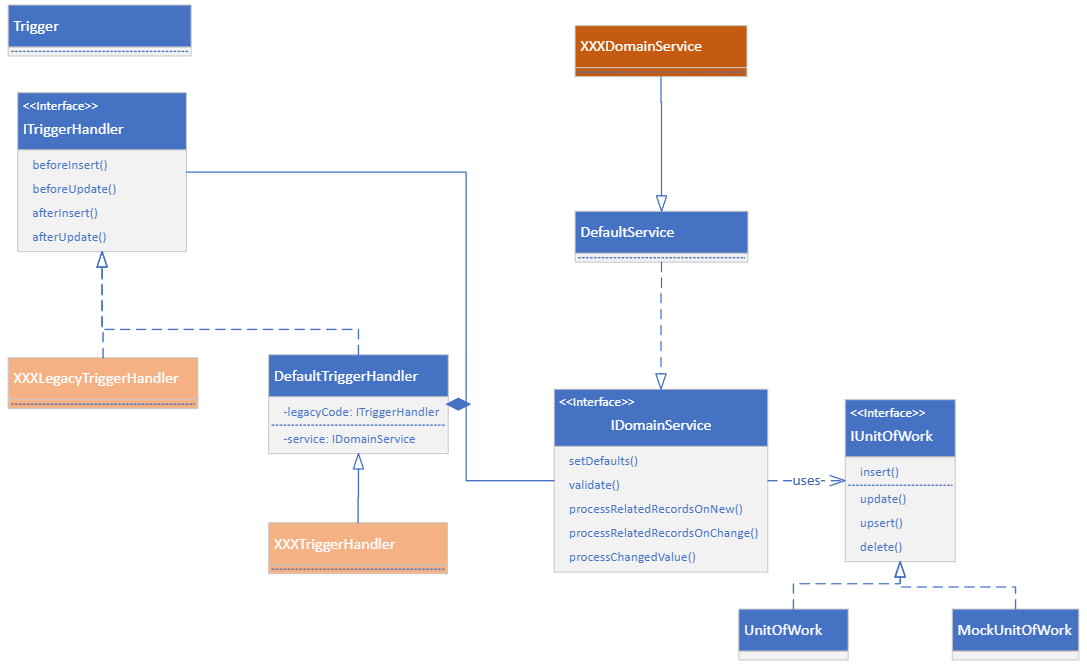 Trigger
XXXDomainService
<<Interface>>
ITriggerHandler
beforeInsert()
beforeUpdate()
afterInsert()
afterUpdate()
DefaultService
XXXLegacyTriggerHandler
DefaultTriggerHandler
-legacyCode: ITriggerHandler
-service: IDomainService
XXXTriggerHandler
<<Interface>>
IDomainService
setDefaults()
validate()
processRelatedRecordsOnNew()
processRelatedRecordsOnChange()
processChangedValue()
uses
<<Interface>>
IUnitOfWork
insert()
update()
upsert()
delete()
UnitOfWork
MockUnitOfWork